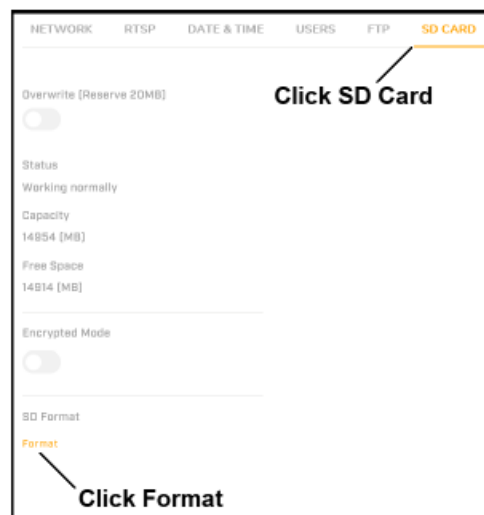 NETWORK RTSP DATE & TIME USERS FTP SD CARD
Click SD Card
Overwrite (Reserve 20MB)
Status
Working normally
Capacity
14954 (MB)
Free Space
14914 (MB)
Encrypted Mode
SD Format
Format
Click Format